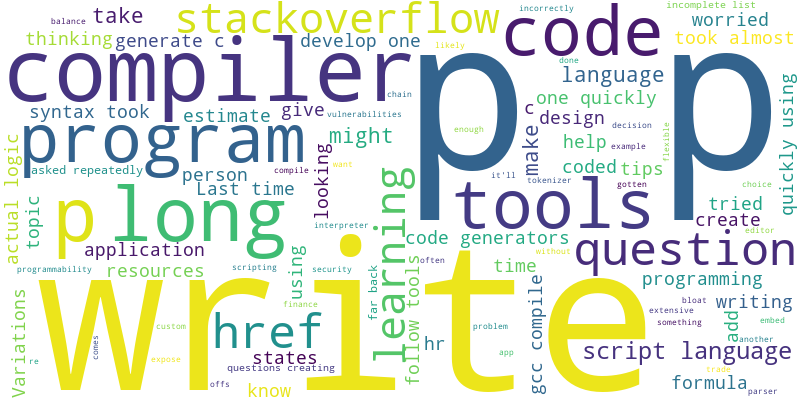 incorrectly
incomplete list
balance
take
stackoverflow
code
worried
thinking
generate c
develop one
took almost
likely
done
compiler
p p
chain
language
quickly using
syntax took
estimate
give
vulnerabilities
one quickly
c
design
decision
flexible
enough
program
might
make
help
example
actual logic
asked repeatedly
person
looking
compile
want
it'll
coded
tips
Last time
tokenizer
gotten
choice
topic
p long
learning
tools
tried
create
interpreter
editor
application
code generators
often
without
question
programmability
resources
scripting
security
using
far back
follow tools
time
programming
Variations
finance
gcc compile
bloat
writing
extensive
write
custom
href
hr
problem
something
add
another
embed
comes
states
script language
re
expose
questions creating
app
trade
offs
know
formula
parser